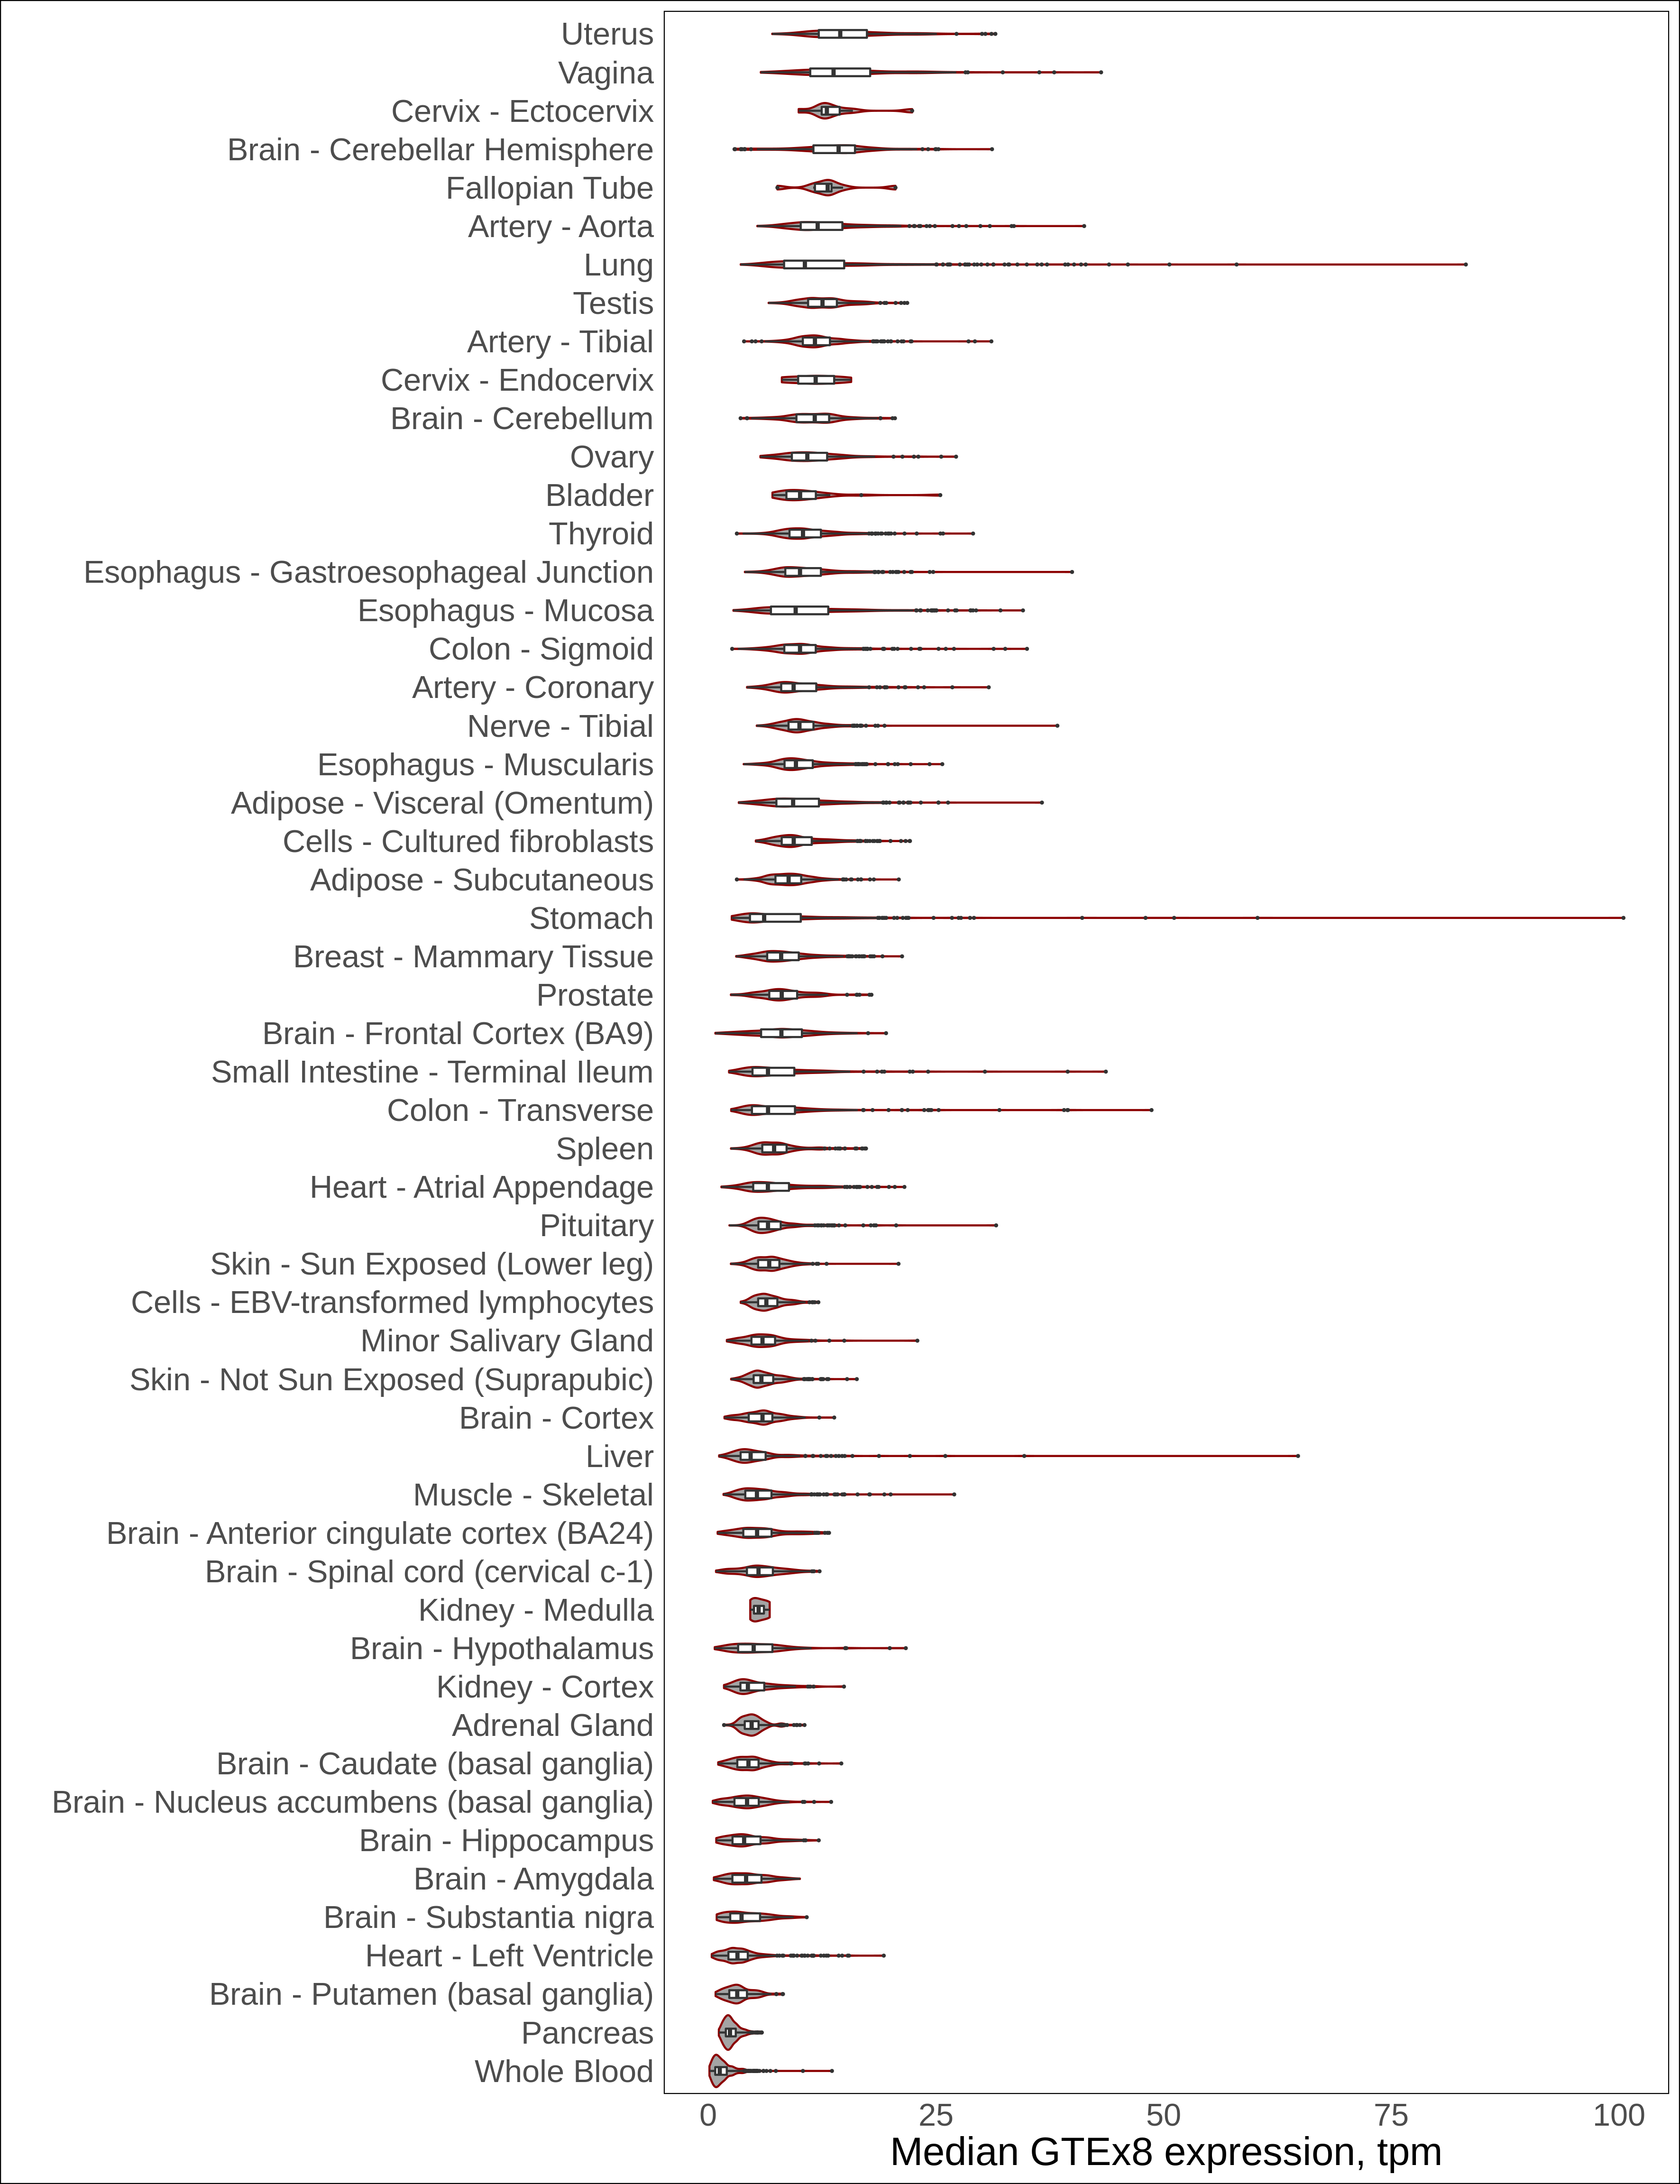 Uterus
Vagina
Cervix - Ectocervix
Brain - Cerebellar Hemisphere
Fallopian Tube
Artery - Aorta
Lung
Testis
Artery - Tibial
Cervix - Endocervix
Brain - Cerebellum
Ovary
Bladder
Thyroid
Esophagus - Gastroesophageal Junction
Esophagus - Mucosa
Colon - Sigmoid
Artery - Coronary
Nerve - Tibial
Esophagus - Muscularis
Adipose - Visceral (Omentum)
Cells - Cultured fibroblasts
Adipose - Subcutaneous
Stomach
Breast - Mammary Tissue
Prostate
Brain - Frontal Cortex (BA9)
Small Intestine - Terminal Ileum
Colon - Transverse
Spleen
Heart - Atrial Appendage
Pituitary
Skin - Sun Exposed (Lower leg)
Cells - EBV-transformed lymphocytes
Minor Salivary Gland
Skin - Not Sun Exposed (Suprapubic)
Brain - Cortex
Liver
Muscle - Skeletal
Brain - Anterior cingulate cortex (BA24)
Brain - Spinal cord (cervical c-1)
Kidney - Medulla
Brain - Hypothalamus
Kidney - Cortex
Adrenal Gland
Brain - Caudate (basal ganglia)
Brain - Nucleus accumbens (basal ganglia)
Brain - Hippocampus
Brain - Amygdala
Brain - Substantia nigra
Heart - Left Ventricle
Brain - Putamen (basal ganglia)
Pancreas
Whole Blood
0 25 50 75 100
Median GTEx8 expression, tpm